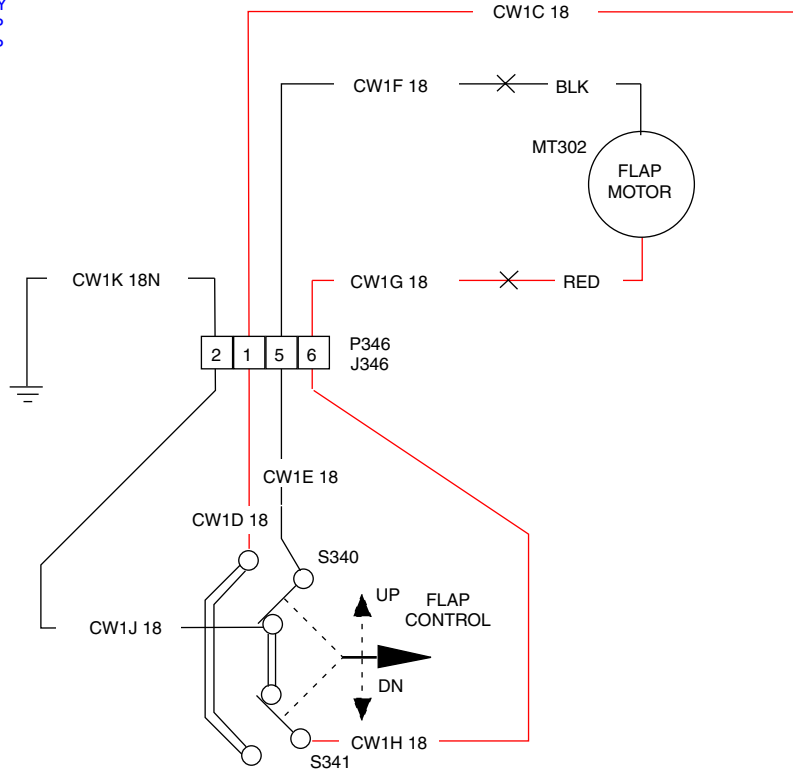 CW1C 18
CW1F 18
BLK
MT302
FLAP
MOTOR
CW1K 18N
CW1G 18
RED
2 1 5 6
P346
J346
CW1E 18
CW1D 18
S340
UP
FLAP
CONTROL
CW1J 18
DN
CW1H 18
S341